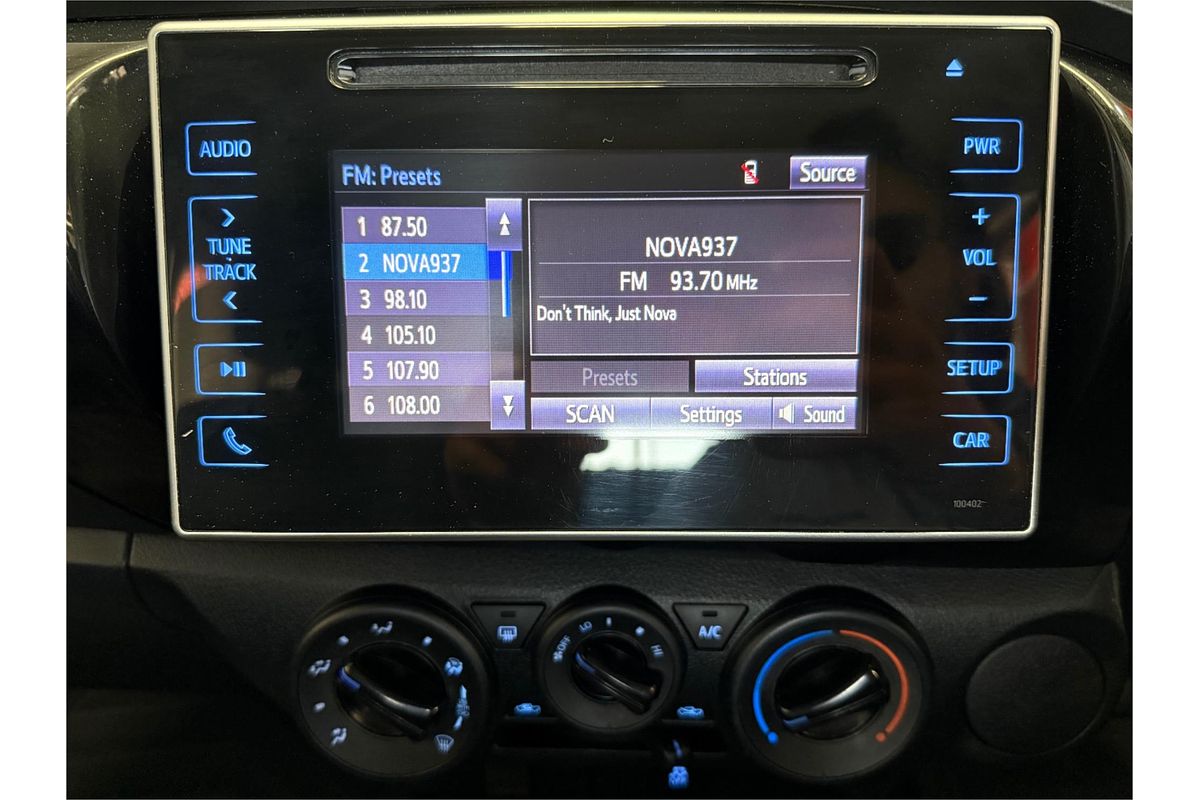 AUDIO
TUNE
TRACK
FM: Presets
Source
1 87.50
2 NOVA937
3 98.10
4 105.10
5 107.90
6 108.00
NOVA937
FM 93.70 MHz
Don't Think, Just Nova
Presets
Stations
SCAN
Settings
Sound
PWR
+
VOL
-
SETUP
CAR
100402
OFF
LO
HI
A/C